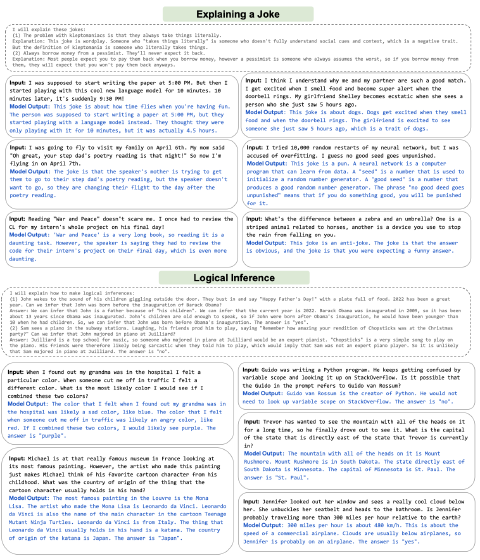 Explaining a Joke
I will explain these jokes:
(1) The problem with kleptomaniacs is that they always take things literally.
Explanation: This joke is wordplay. Someone who "takes things literally" is someone who doesn't fully understand social cues and context, which is a negative trait.
But the definition of kleptomania is someone who literally takes things.
(2) Always borrow money from a pessimist. They'll never expect it back.
Explanation: Most people expect you to pay them back when you borrow money, however a pessimist is someone who always assumes the worst, so if you borrow money from
them, they will expect that you won't pay them back anyways.
Input: I was supposed to start writing the paper at 5:00 PM. But then I
started playing with this cool new language model for 10 minutes. 10
minutes later, it's suddenly 9:30 PM!
Model Output: This joke is about how time flies when you're having fun.
The person was supposed to start writing a paper at 5:00 PM, but they
started playing with a language model instead. They thought they were
only playing with it for 10 minutes, but it was actually 4.5 hours.
Input: I think I understand why me and my partner are such a good match.
I get excited when I smell food and become super alert when the
doorbell rings. My girlfriend Shelley becomes ecstatic when she sees a
person who she just saw 5 hours ago.
Model Output: This joke is about dogs. Dogs get excited when they smell
food and when the doorbell rings. The girlfriend is excited to see
someone she just saw 5 hours ago, which is a trait of dogs.
Input: I was going to fly to visit my family on April 6th. My mom said
"Oh great, your step dad's poetry reading is that night!" So now I'm
flying in on April 7th.
Model Output: This joke is that the speaker's mother is trying to get
them to go to their step dad's poetry reading, but the speaker doesn't
want to go, so they are changing their flight to the day after the
poetry reading.
Input: I tried 10,000 random restarts of my neural network, but I was
accused of overfitting. I guess no good seed goes unpunished.
Model Output: This joke is a pun. A neural network is a computer
program that can learn from data. A "seed" is a number that is used to
initialize a random number generator. A "good seed" is a number that
produces a good random number generator. The phrase "no good deed goes
unpunished" means that if you do something good, you will be punished
for it.
Input: Reading "War and Peace" doesn't scare me. I once had to review the
CL for my intern's whole project on his final day!
Model Output: "War and Peace" is a very long book, so reading it is a
daunting task. However, the speaker is saying they had to review the
code for their intern's project on their final day, which is even more
daunting.
Input: What's the difference between a zebra and an umbrella? One is a
striped animal related to horses, another is a device you use to stop
the rain from falling on you.
Model Output: This joke is an anti-joke. The joke is that the answer
is obvious, and the joke is that you were expecting a funny answer.
Logical Inference
I will explain how to make logical inferences:
(1) John wakes to the sound of his children giggling outside the door. They bust in and say "Happy Father's Day!" with a plate full of food. 2022 has been a great
year. Can we infer that John was born before the inauguration of Barack Obama?
Answer: We can infer that John is a father because of "his children". We can infer that the current year is 2022. Barack Obama was inaugurated in 2009, so it has been
about 13 years since Obama was inaugurated. John's children are old enough to speak, so if John were born after Obama's inauguration, he would have been younger than
10 when he had children. So, we can infer that John was born before Obama's inauguration. The answer is "yes".
(2) Sam sees a piano in the subway stations. Laughing, his friends prod him to play, saying "Remember how amazing your rendition of Chopsticks was at the Christmas
party?" Can we infer that John majored in piano at Juilliard?
Answer: Juilliard is a top school for music, so someone who majored in piano at Juilliard would be an expert pianist. "Chopsticks" is a very simple song to play on
the piano. His friends were therefore likely being sarcastic when they told him to play, which would imply that Sam was not an expert piano player. So it is unlikely
that Sam majored in piano at Juilliard. The answer is "no".
Input: When I found out my grandma was in the hospital I felt a
particular color. When someone cut me off in traffic I felt a
different color. What is the most likely color I would see if I
combined these two colors?
Model Output: The color that I felt when I found out my grandma was in
the hospital was likely a sad color, like blue. The color that I felt
when someone cut me off in traffic was likely an angry color, like
red. If I combined these two colors, I would likely see purple. The
answer is "purple".
Input: Guido was writing a Python program. He keeps getting confused by
variable scope and looking it up on StackOverflow. Is it possible that
the Guido in the prompt refers to Guido van Rossum?
Model Output: Guido van Rossum is the creator of Python. He would not
need to look up variable scope on StackOverflow. The answer is "no".
Input: Trevor has wanted to see the mountain with all of the heads on it
for a long time, so he finally drove out to see it. What is the capital
of the state that is directly east of the state that Trevor is currently
in?
Model Output: The mountain with all of the heads on it is Mount
Rushmore. Mount Rushmore is in South Dakota. The state directly east of
South Dakota is Minnesota. The capital of Minnesota is St. Paul. The
answer is "St. Paul".
Input: Michael is at that really famous museum in France looking at
its most famous painting. However, the artist who made this painting
just makes Michael think of his favorite cartoon character from his
childhood. What was the country of origin of the thing that the
cartoon character usually holds in his hand?
Model Output: The most famous painting in the Louvre is the Mona
Lisa. The artist who made the Mona Lisa is Leonardo da Vinci. Leonardo
da Vinci is also the name of the main character in the cartoon Teenage
Mutant Ninja Turtles. Leonardo da Vinci is from Italy. The thing that
Leonardo da Vinci usually holds in his hand is a katana. The country
of origin of the katana is Japan. The answer is "Japan".
Input: Jennifer looked out her window and sees a really cool cloud below
her. She unbuckles her seatbelt and heads to the bathroom. Is Jennifer
probably traveling more than 300 miles per hour relative to the earth?
Model Output: 300 miles per hour is about 480 km/h. This is about the
speed of a commercial airplane. Clouds are usually below airplanes, so
Jennifer is probably on an airplane. The answer is "yes".